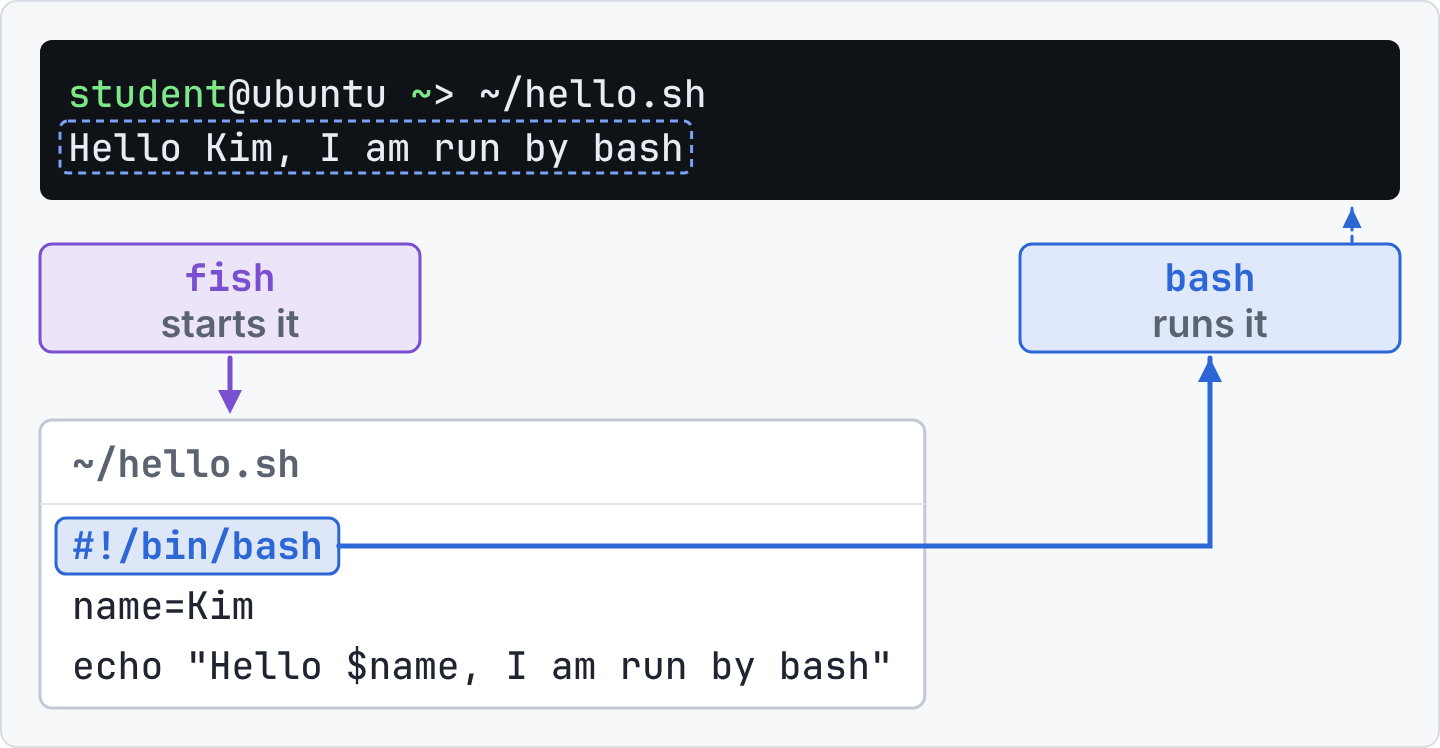 student@ubuntu ~> ~/hello.sh
Hello Kim, I am run by bash
fish
starts it
bash
runs it
~/hello.sh
#!/bin/bash
name=Kim
echo "Hello $name, I am run by bash"